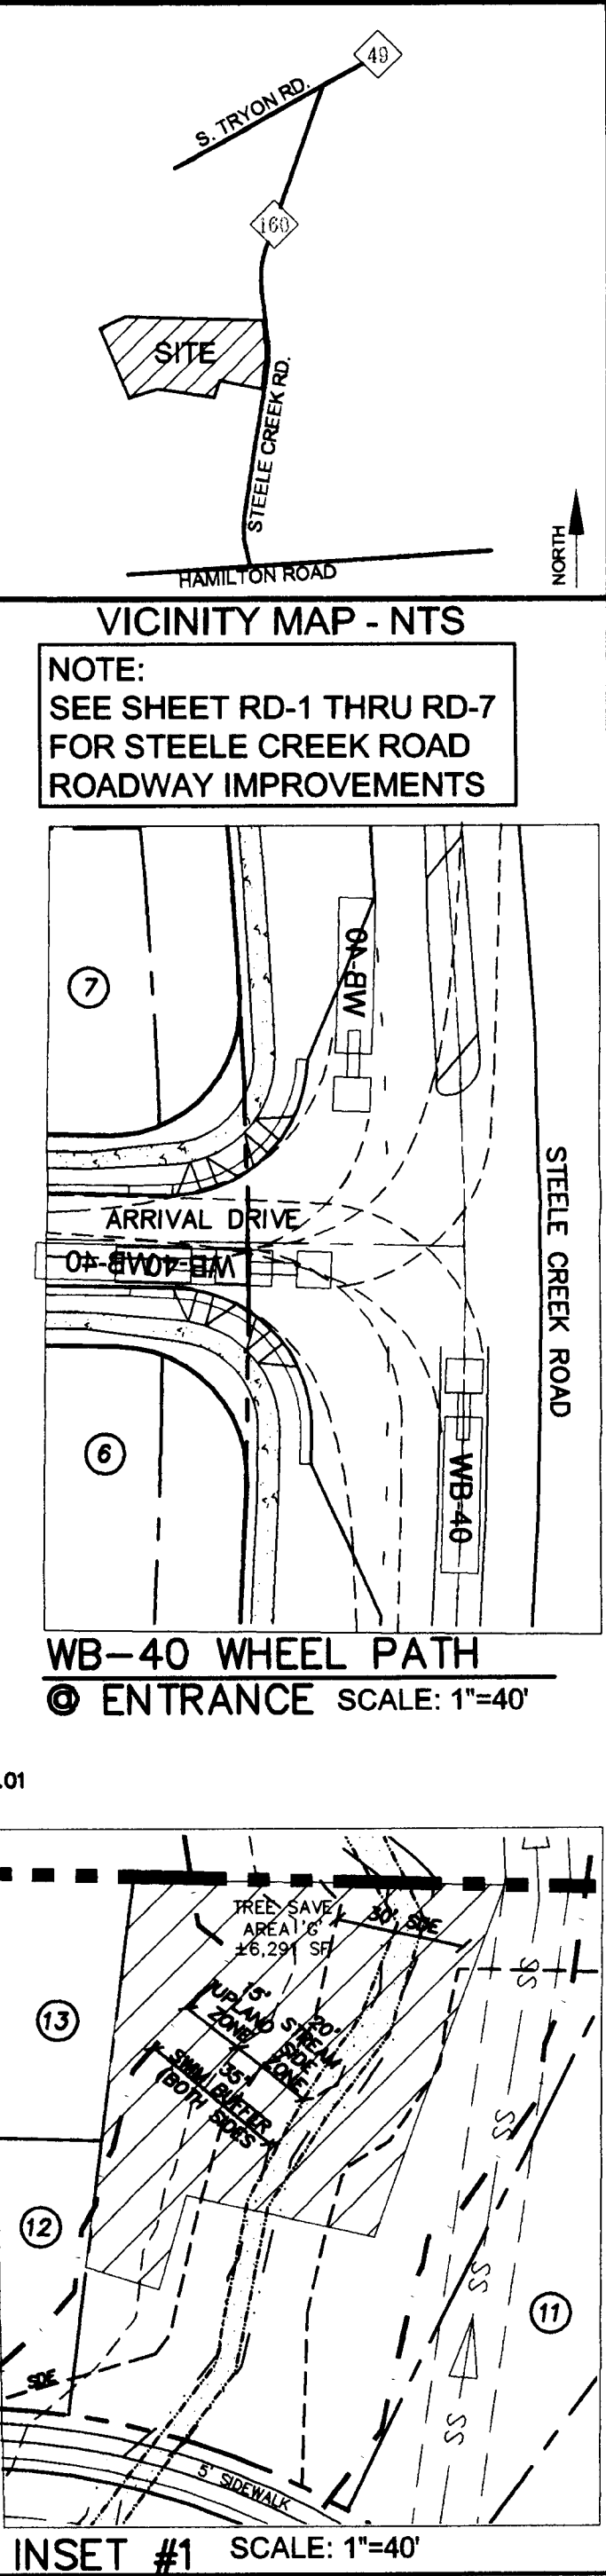 49
S. TRYON RD.
160
SITE
STEELE CREEK RD.
NORTH
HAMILTON ROAD
VICINITY MAP - NTS
NOTE:
SEE SHEET RD-1 THRU RD-7
FOR STEELE CREEK ROAD
ROADWAY IMPROVEMENTS
7
WB-40
ARRIVAL DRIVE
WB-40
WB-40
STEELE CREEK ROAD
6
WB-40
WB-40 WHEEL PATH
@ ENTRANCE SCALE: 1"=40'
.01
TREE SAVE
AREA 'G'
±6,291 SF
30' SDE
SS
13
15'
UPLAND
ZONE
20'
STREAM
SIDE
ZONE
35'
SWIM BUFFER
(BOTH SIDES
SS
12
SS
11
SDE
SS
5' SIDEWALK
INSET #1 SCALE: 1"=40'